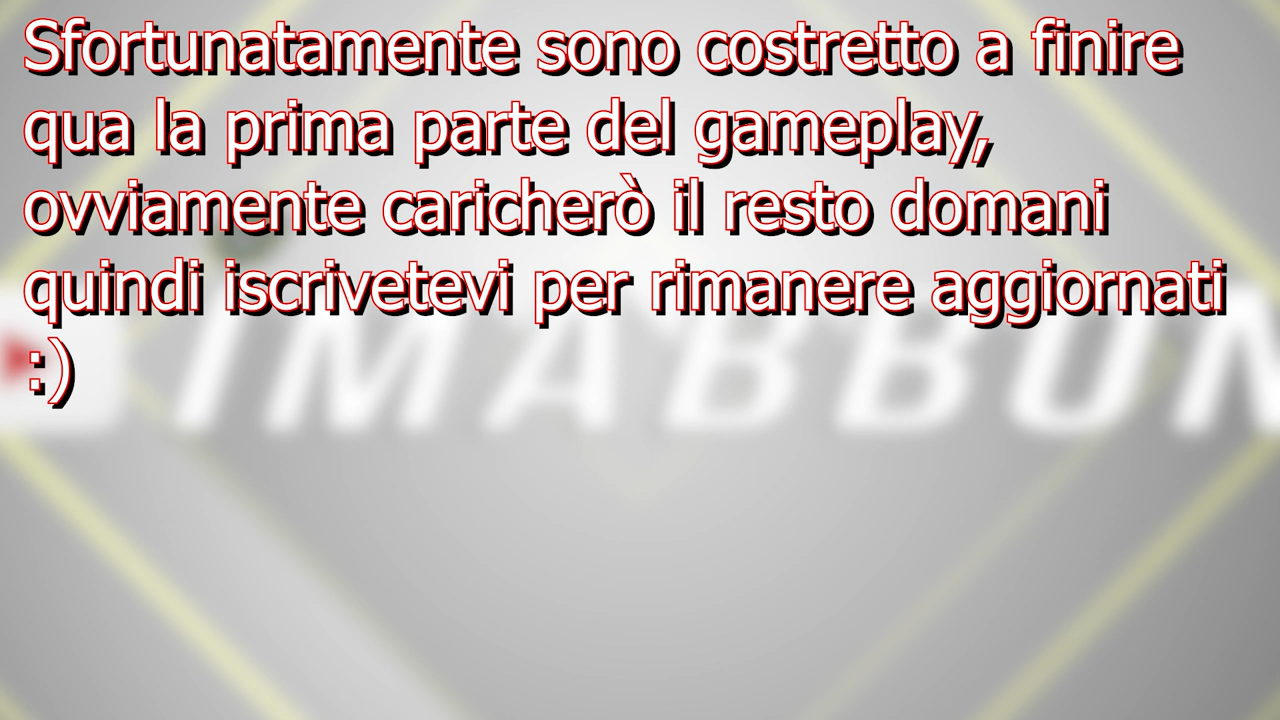 Sfortunatamente sono costretto a finire
qua la prima parte del gameplay,
ovviamente caricherò il resto domani
quindi iscrivetevi per rimanere aggiornati
:)
IMABBUN